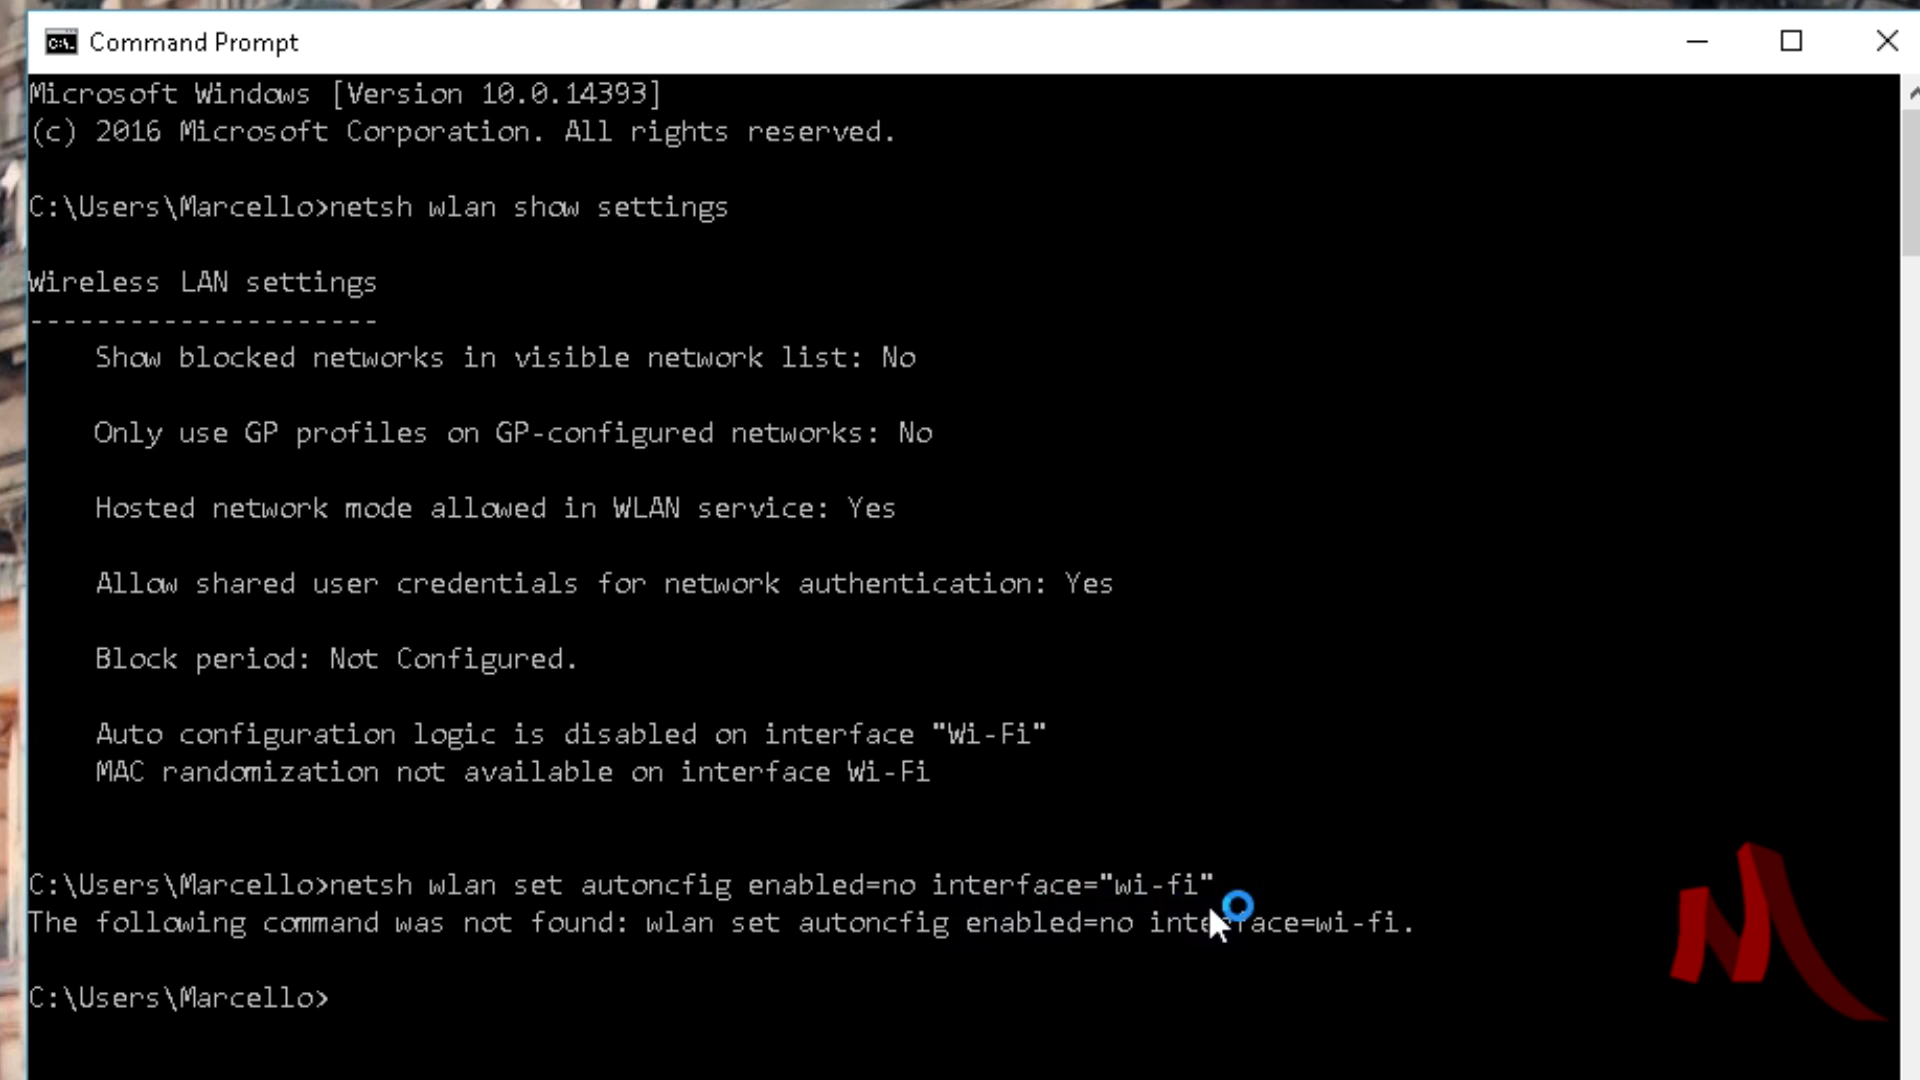 Command Prompt
Microsoft Windows [Version 10.0.14393]
(c) 2016 Microsoft Corporation. All rights reserved.
C:\Users\Marcello>netsh wlan show settings
Wireless LAN settings
---------------------
Show blocked networks in visible network list: No
Only use GP profiles on GP-configured networks: No
Hosted network mode allowed in WLAN service: Yes
Allow shared user credentials for network authentication: Yes
Block period: Not Configured.
Auto configuration logic is disabled on interface "Wi-Fi"
MAC randomization not available on interface Wi-Fi
C:\Users\Marcello>netsh wlan set autoncfig enabled=no interface="wi-fi"
The following command was not found: wlan set autoncfig enabled=no interface=wi-fi.
C:\Users\Marcello>